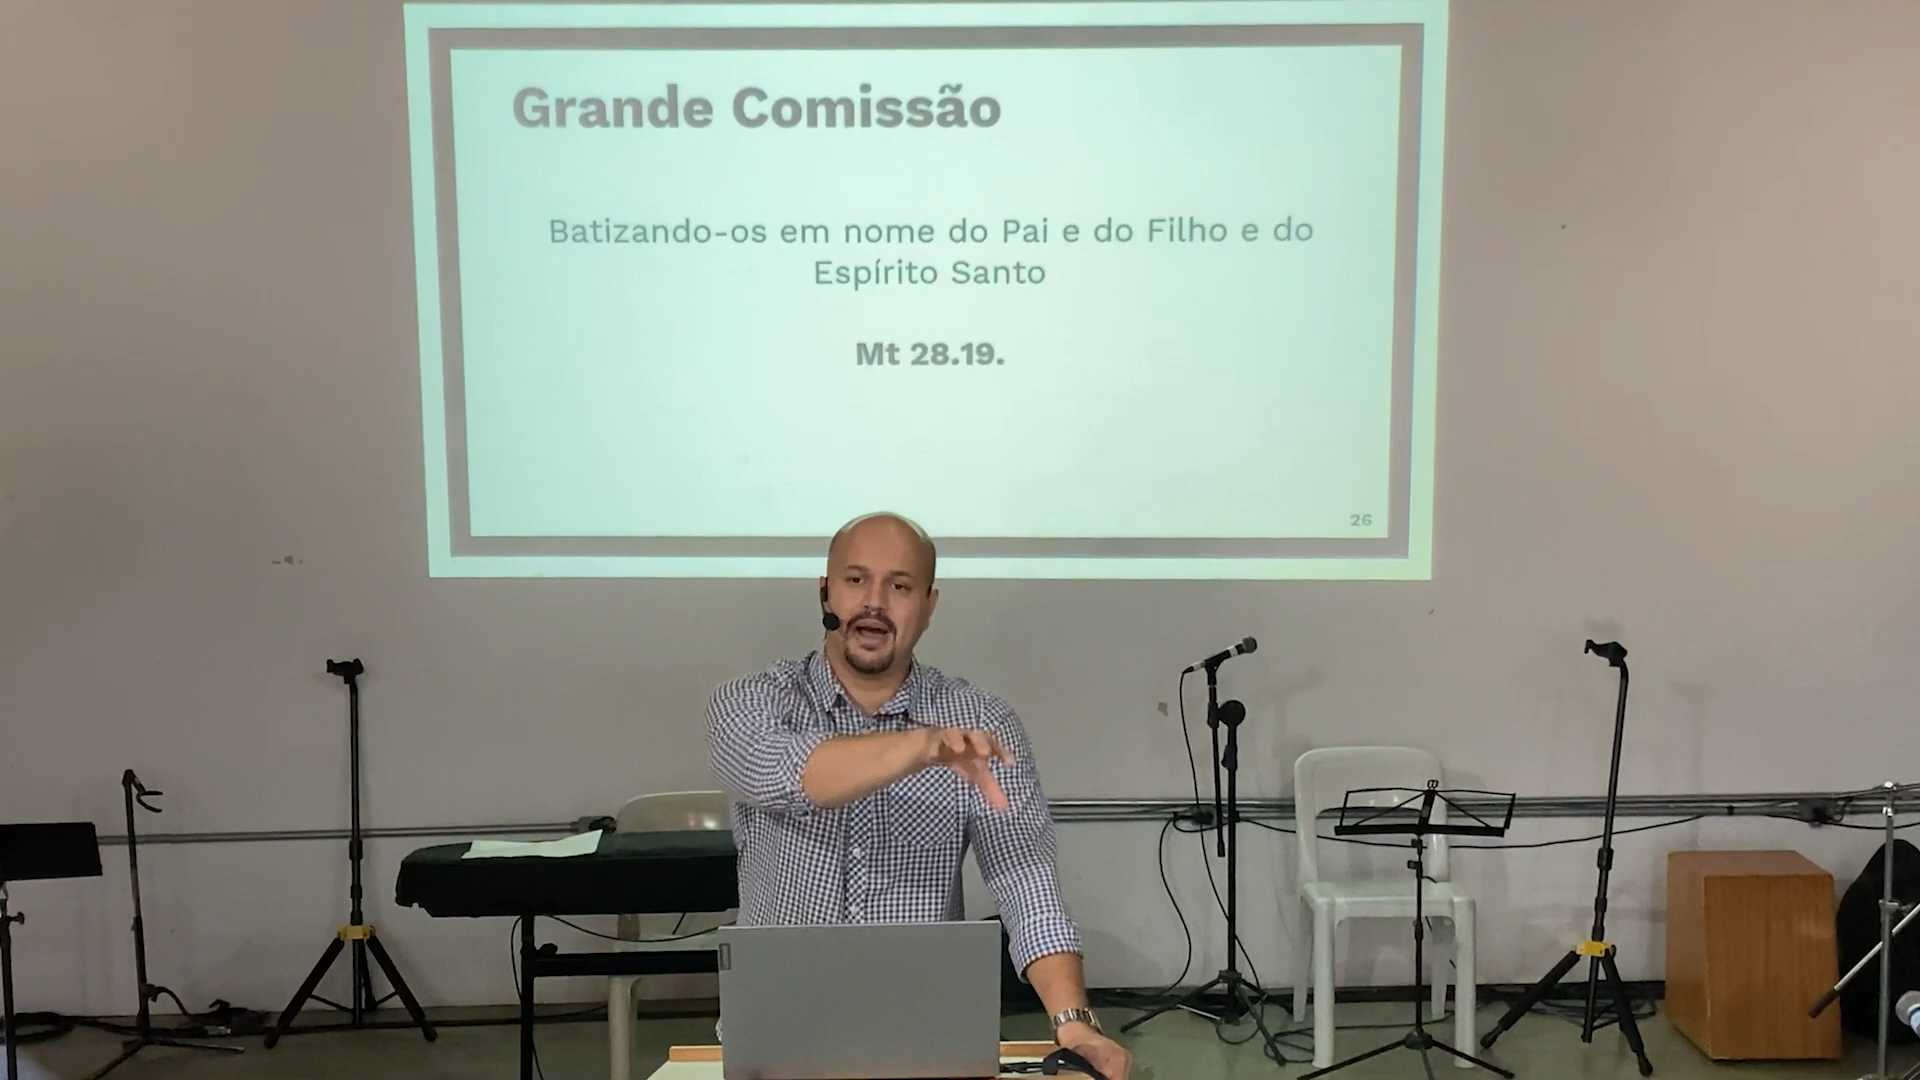 Grande Comissão
Batizando-os em nome do Pai e do Filho e do
Espírito Santo
Mt 28.19.
26